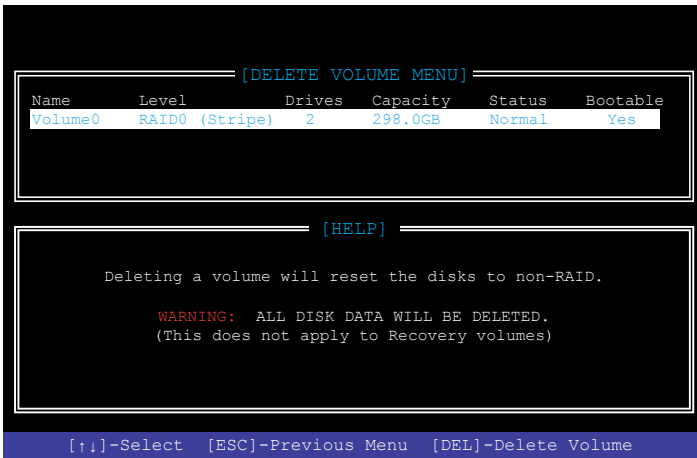 [DELETE VOLUME MENU]
Name Level Drives Capacity Status Bootable
Volume0 RAID0 (Stripe) 2 298.0GB Normal Yes
[HELP]
Deleting a volume will reset the disks to non-RAID.
WARNING: ALL DISK DATA WILL BE DELETED.
(This does not apply to Recovery volumes)
[↑↓]-Select [ESC]-Previous Menu [DEL]-Delete Volume